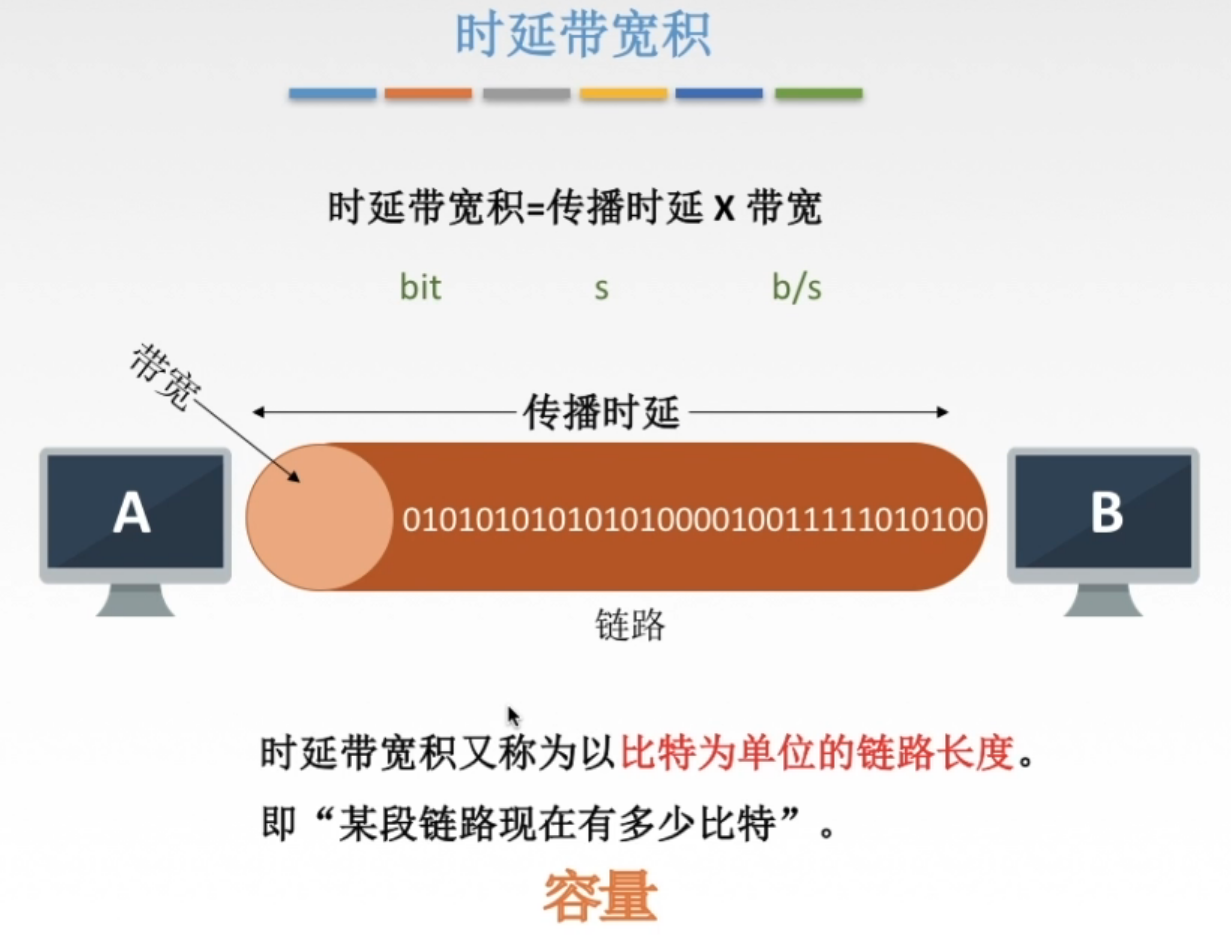 时延带宽积
时延带宽积=传播时延 X 带宽
bit s b/s
带宽
传播时延
A
01010101010101000010011111010100
B
链路
时延带宽积又称为以比特为单位的链路长度。
即“某段链路现在有多少比特”。
容量